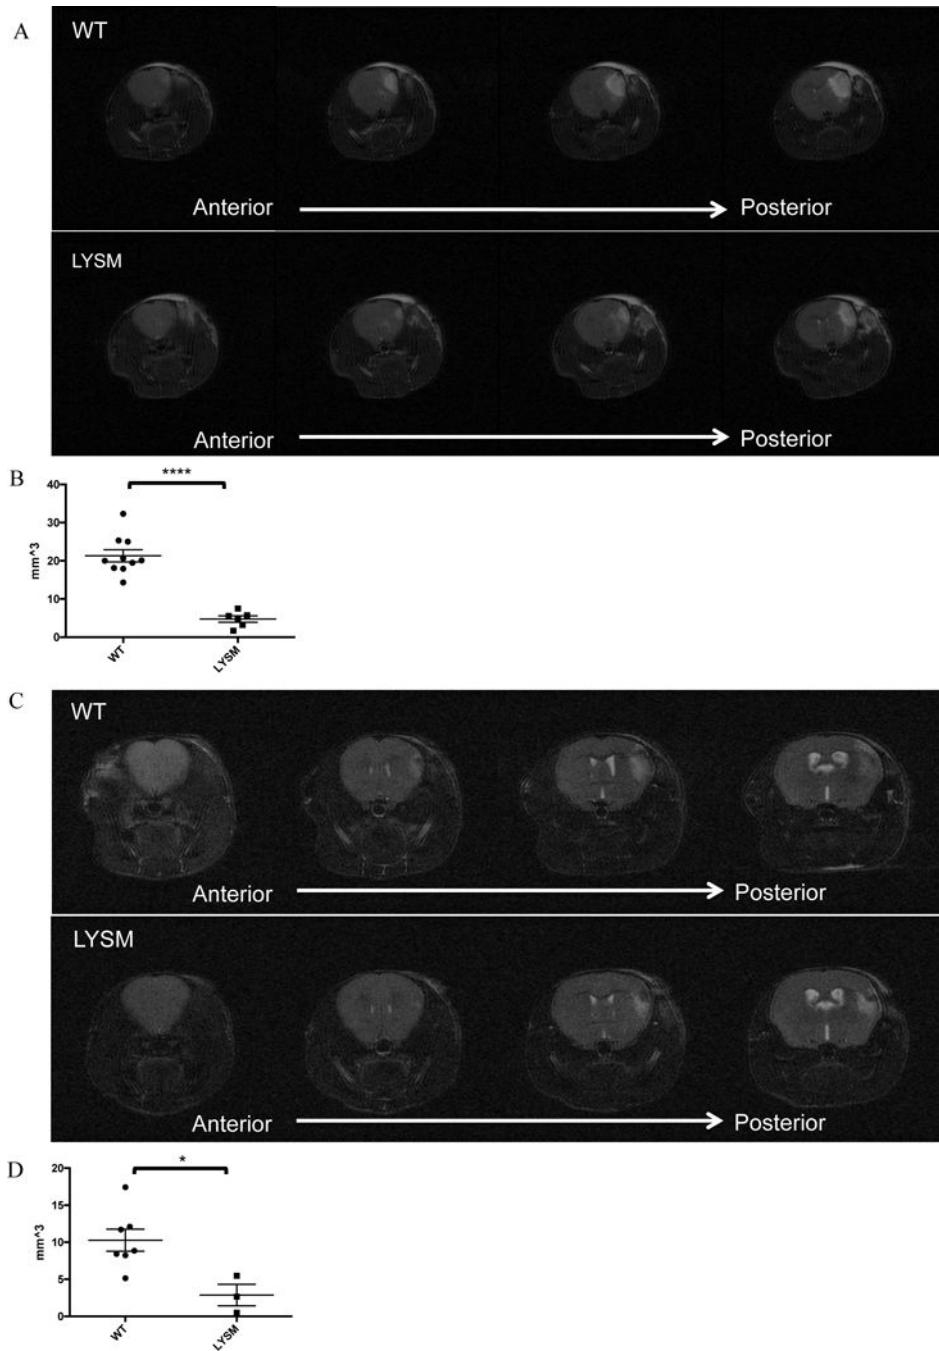 A
WT
Anterior Posterior
LYSM
Anterior Posterior
B
****
40
30
20
10
0
mm^3
WT LYSM
C
WT
Anterior Posterior
LYSM
Anterior Posterior
D
*
20
15
10
5
0
mm^3
WT LYSM